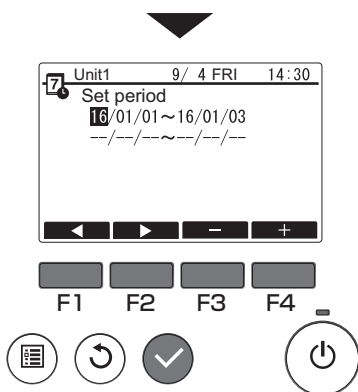 7
Unit1 9/ 4 FRI 14:30
Set period
16/01/01~16/01/03
--/--/--~--/--/--
− +
F1 F2 F3 F4